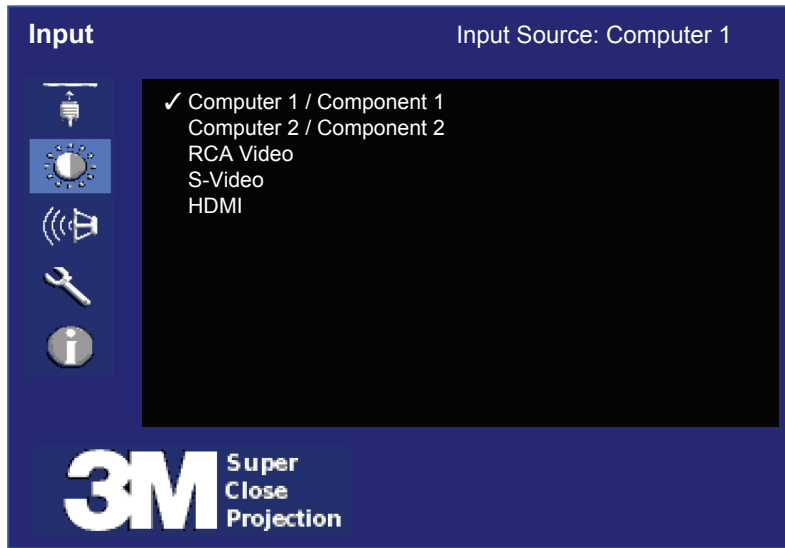 Input
Input Source: Computer 1
✓ Computer 1 / Component 1
Computer 2 / Component 2
RCA Video
S-Video
HDMI
i
3M
Super
Close
Projection